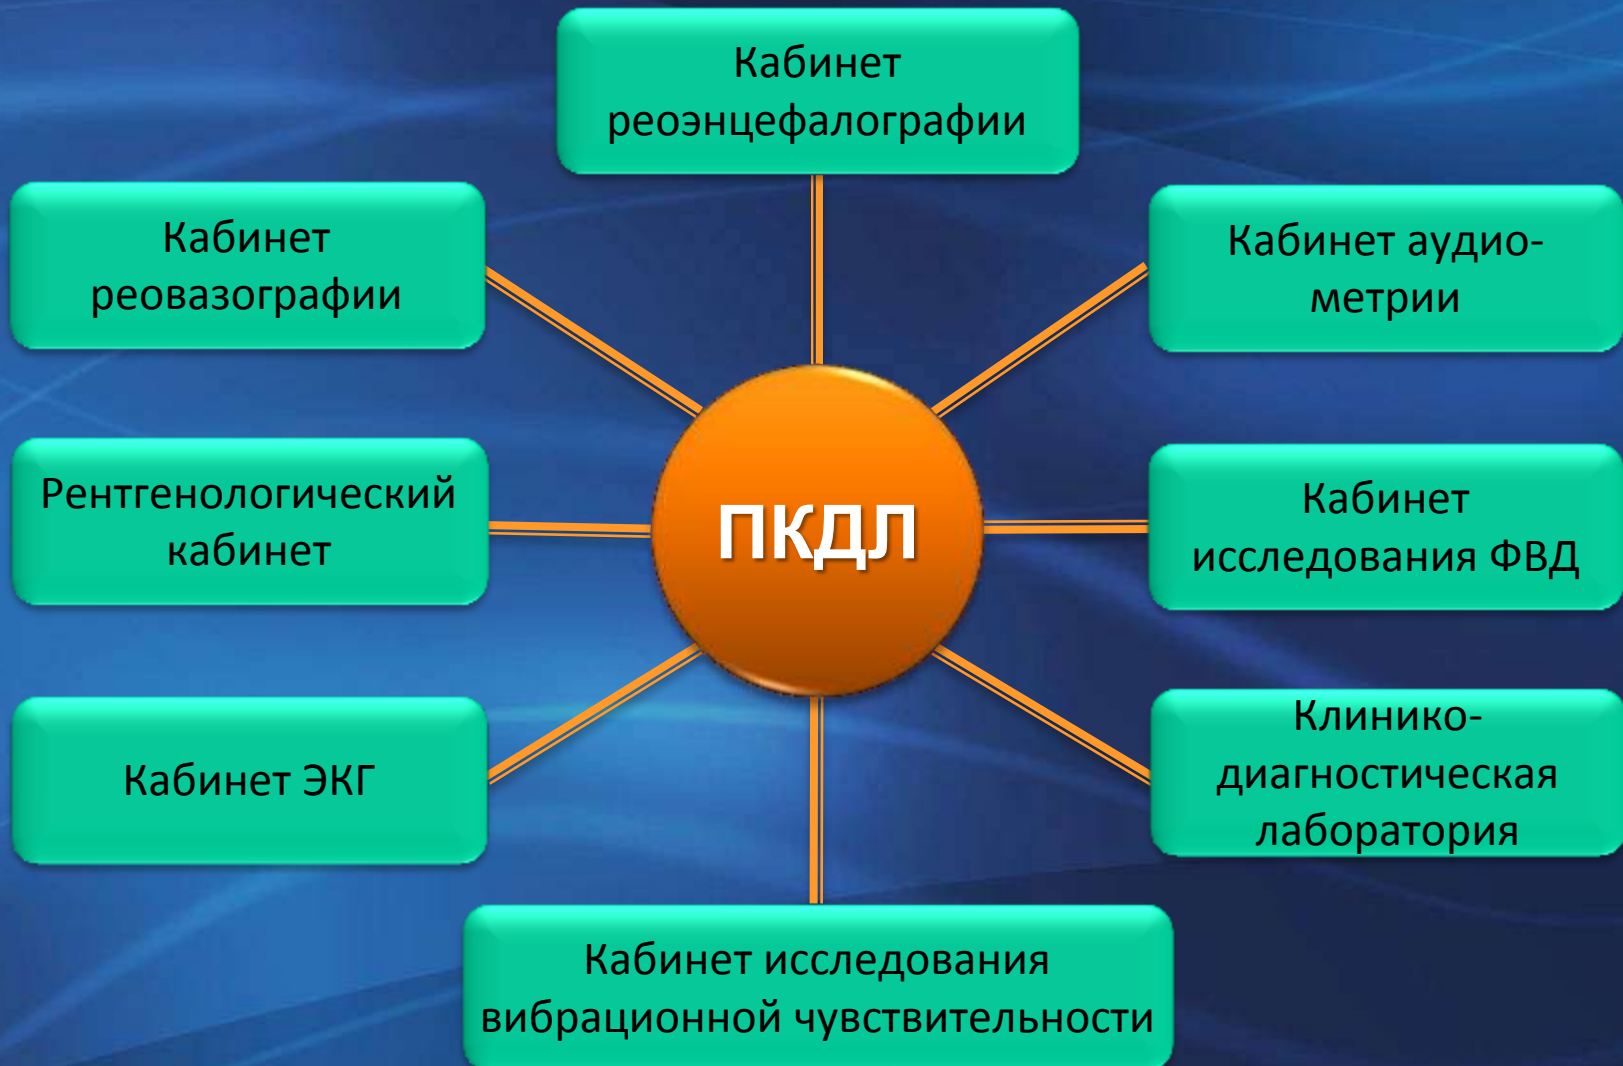 Кабинет
реоэнцефалографии
Кабинет
реовазографии
Кабинет аудио-
метрии
Рентгенологический
кабинет
ПКДЛ
Кабинет
исследования ФВД
Кабинет ЭКГ
Клинико-
диагностическая
лаборатория
Кабинет исследования
вибрационной чувствительности